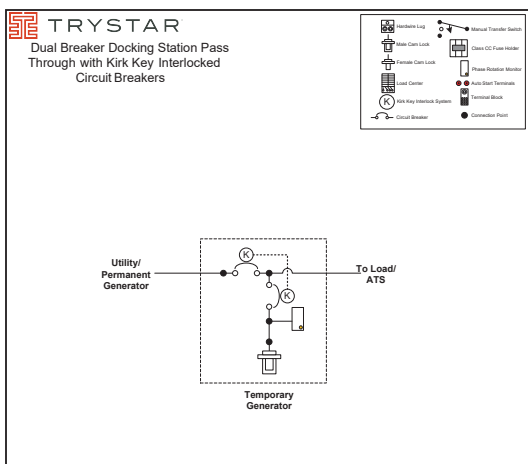 TRYSTAR
Dual Breaker Docking Station Pass
Through with Kirk Key Interlocked
Circuit Breakers
Hardwire Lug
Male Cam Lock
Female Cam Lock
Load Center
K
Kirk Key Interlock System
Circuit Breaker
Manual Transfer Switch
Class CC Fuse Holder
Phase Rotation Monitor
Auto Start Terminals
Terminal Block
Connection Point
K
Utility/
Permanent
Generator
To Load/
ATS
K
Temporary
Generator